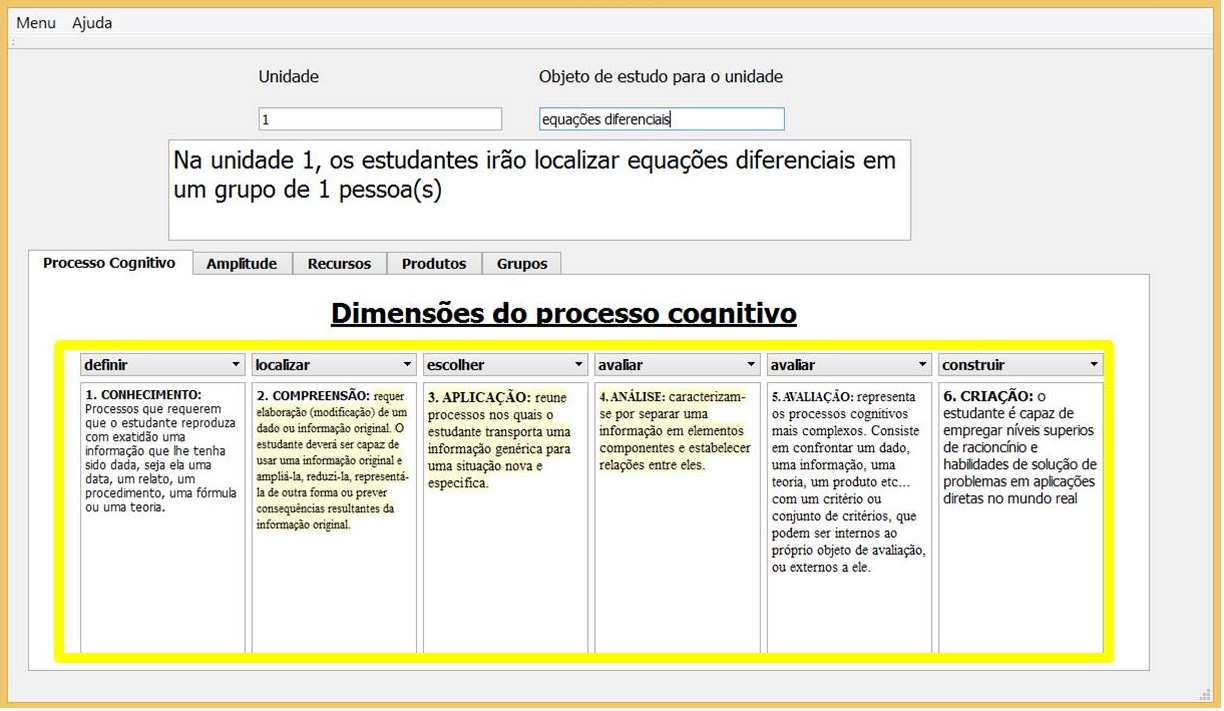 Menu Ajuda
Unidade Objeto de estudo para o unidade
1 equações diferenciais
Na unidade 1, os estudantes irão localizar equações diferenciais em
um grupo de 1 pessoa(s)
Processo Cognitivo Amplitude Recursos Produtos Grupos
Dimensões do processo cognitivo
definir localizar escolher avaliar avaliar construir
1. CONHECIMENTO:
Processos que requerem
que o estudante reproduza
com exatidão uma
informação que lhe tenha
sido dada, seja ela uma
data, um relato, um
procedimento, uma fórmula
ou uma teoria.
2. COMPREENSÃO: requer
elaboração (modificação) de um
dado ou informação original. O
estudante deverá ser capaz de
usar uma informação original e
ampliá-la, reduzi-la, representá-
la de outra forma ou prever
consequências resultantes da
informação original.
3. APLICAÇÃO: reune
processos nos quais o
estudante transporta uma
informação genérica para
uma situação nova e
especifica.
4. ANÁLISE: caracterizam-
se por separar uma
informação em elementos
componentes e estabelecer
relações entre eles.
5. AVALIAÇÃO: representa
os processos cognitivos
mais complexos. Consiste
em confrontar um dado,
uma informação, uma
teoria, um produto etc...
com um critério ou
conjunto de critérios, que
podem ser internos ao
próprio objeto de avaliação,
ou externos a ele.
6. CRIAÇÃO: o
estudante é capaz de
empregar níveis superios
de racioncínio e
habilidades de solução de
problemas em aplicações
diretas no mundo real